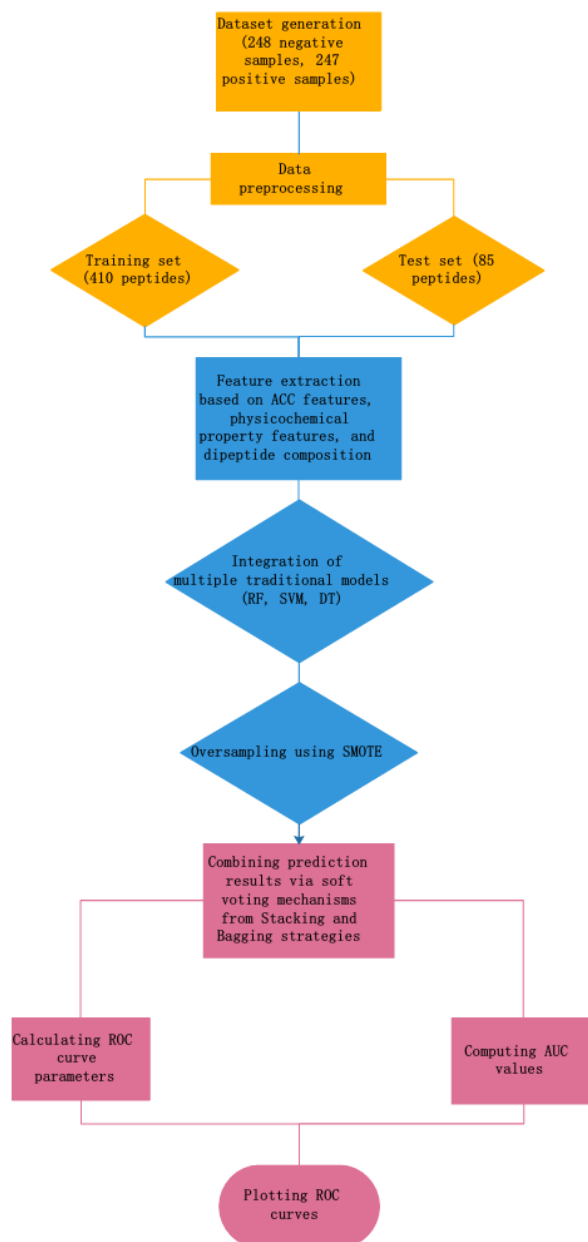 Dataset generation
(248 negative
samples, 247
positive samples)
Data
preprocessing
Training set
(410 peptides)
Test set (85
peptides)
Feature extraction
based on ACC features,
physicochemical
property features, and
dipeptide composition
Integration of
multiple traditional models
(RF, SVM, DT)
Oversampling using SMOTE
Combining prediction
results via soft
voting mechanisms
from Stacking and
Bagging strategies
Calculating ROC
curve
parameters
Computing AUC
values
Plotting ROC
curves